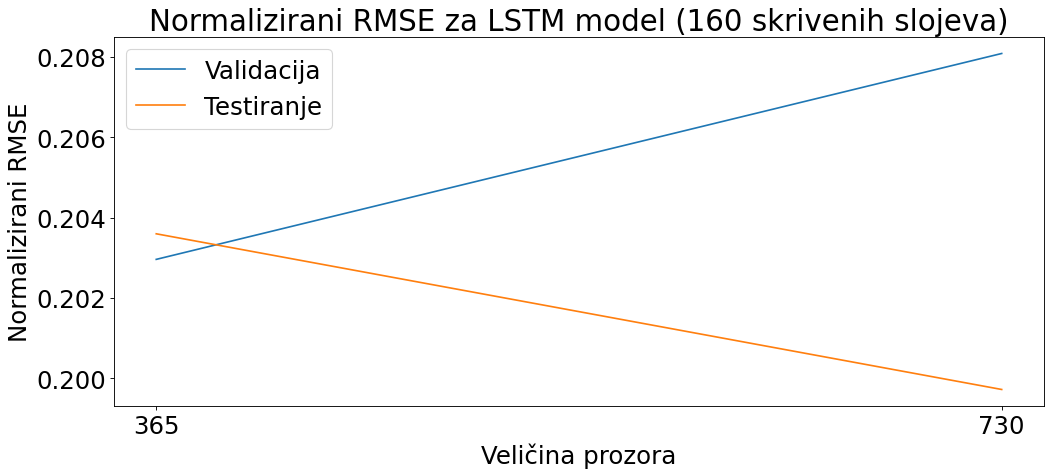 Normalizirani RMSE za LSTM model (160 skrivenih slojeva)
Validacija
Testiranje
Normalizirani RMSE
0.208
0.206
0.204
0.202
0.200
365
730
Veličina prozora